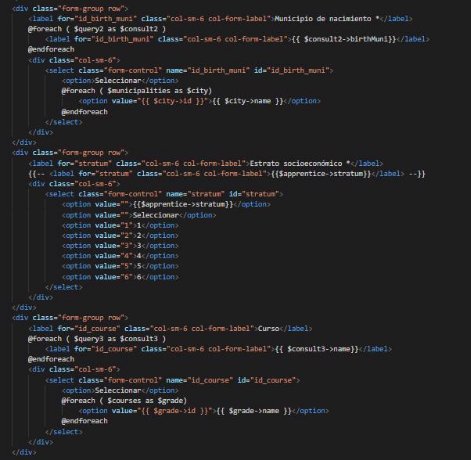 <div class="form-group row">
<label for="id_birth_muni" class="col-sm-6 col-form-label">Municipio de nacimiento *</label>
@foreach ( $query2 as $consult2 )
<label for="id_birth_muni" class="col-sm-6 col-form-label">{{ $consult2->birthMuni}}</label>
@endforeach
<div class="col-sm-6">
<select class="form-control" name="id_birth_muni" id="id_birth_muni">
<option>Seleccionar</option>
@foreach ( $municipalities as $city)
<option value="{{ $city->id }}">{{ $city->name }}</option>
@endforeach
</select>
</div>
</div>
<div class="form-group row">
<label for="stratum" class="col-sm-6 col-form-label">Estrato socioeconómico *</label>
{{-- <label for="stratum" class="col-sm-6 col-form-label">{{$apprentice->stratum}}</label> --}}
<div class="col-sm-6">
<select class="form-control" name="stratum" id="stratum">
<option value="">{{$apprentice->stratum}}</option>
<option value="">Seleccionar</option>
<option value="1">1</option>
<option value="2">2</option>
<option value="3">3</option>
<option value="4">4</option>
<option value="5">5</option>
<option value="6">6</option>
</select>
</div>
</div>
<div class="form-group row">
<label for="id_course" class="col-sm-6 col-form-label">Curso</label>
@foreach ( $query3 as $consult3)
<label for="id_course" class="col-sm-6 col-form-label">{{ $consult3->name}}</label>
@endforeach
<div class="col-sm-6">
<select class="form-control" name="id_course" id="id_course">
<option>Seleccionar</option>
@foreach ( $courses as $grade)
<option value="{{ $grade->id }}">{{ $grade->name }}</option>
@endforeach
</select>
</div>
</div>